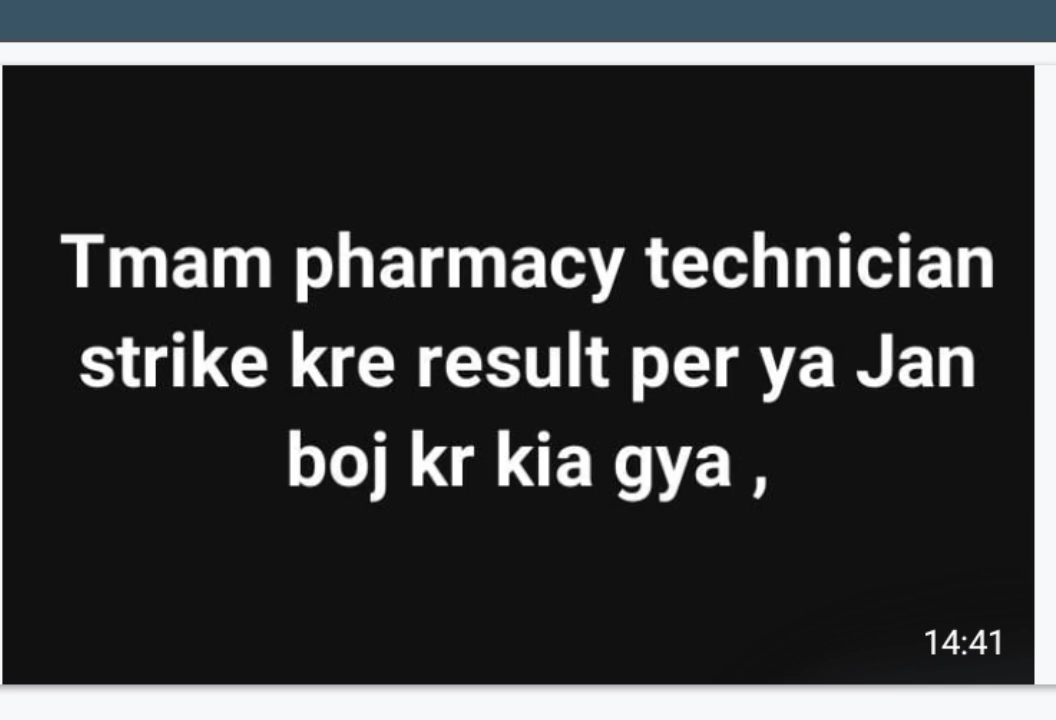 Tmam pharmacy technician
strike kre result per ya Jan
boj kr kia gya ,
14:41